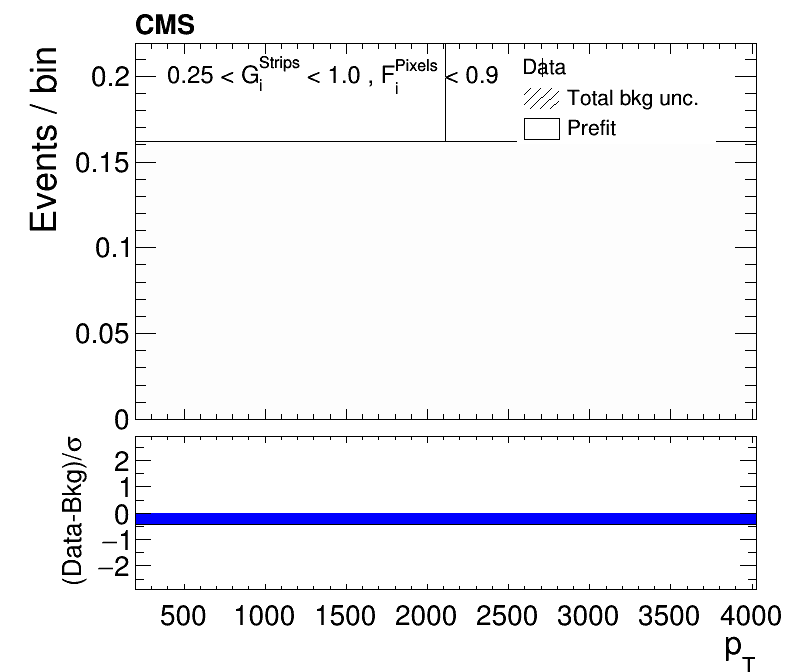 CMS
Events / bin
0.2
0.15
0.1
0.05
0
0.25 < G_i^Strips < 1.0 , F_i^Pixels < 0.9
Data
Total bkg unc.
Prefit
(Data-Bkg)/σ
2
1
0
−1
−2
500 1000 1500 2000 2500 3000 3500 4000
p_T